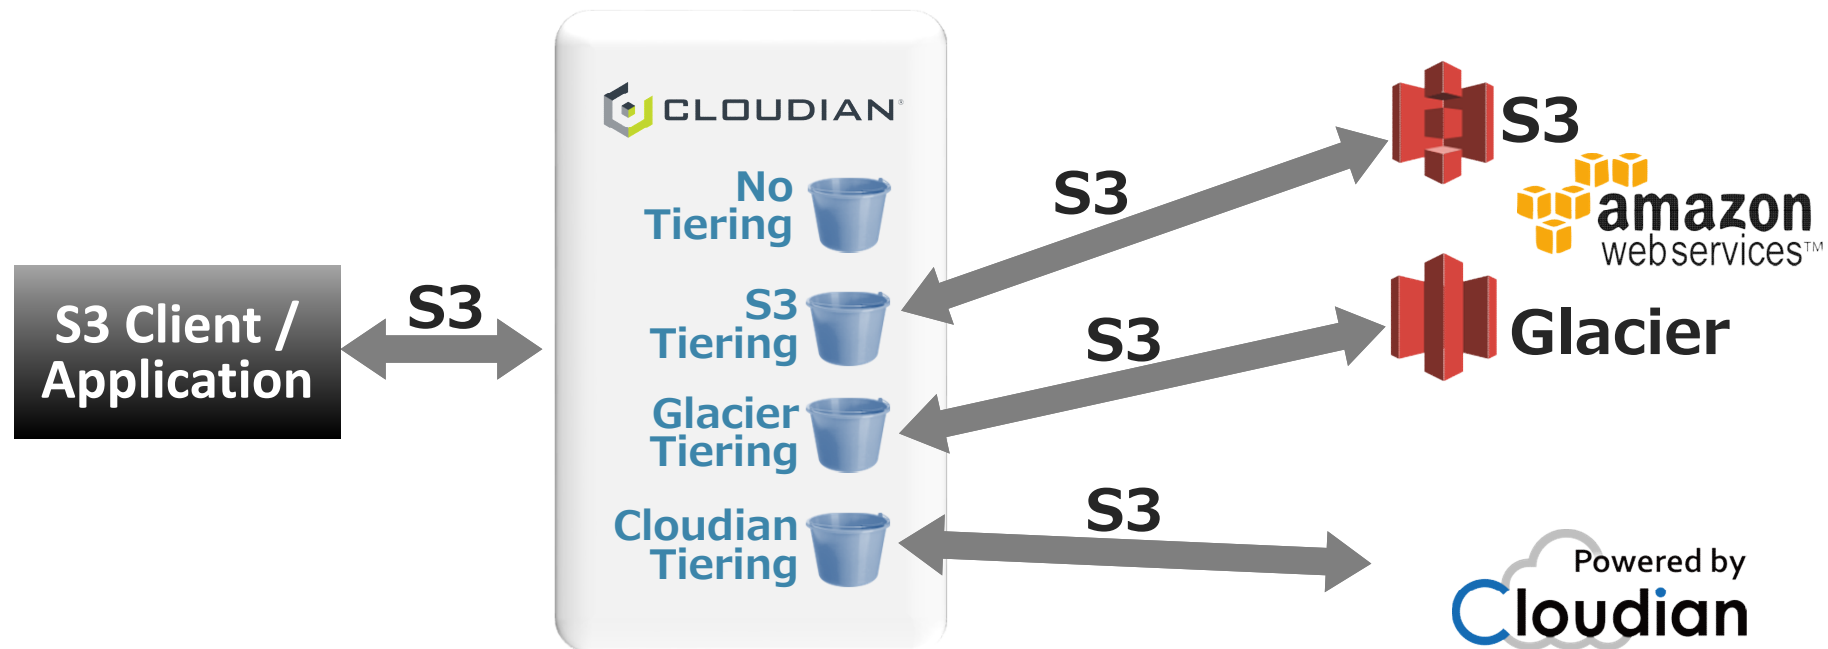 S3 Client /
Application
S3
CLOUDIAN®
No
Tiering
S3
Tiering
Glacier
Tiering
Cloudian
Tiering
S3
S3
S3
S3
amazon
webservices™
Glacier
Powered by
Cloudian